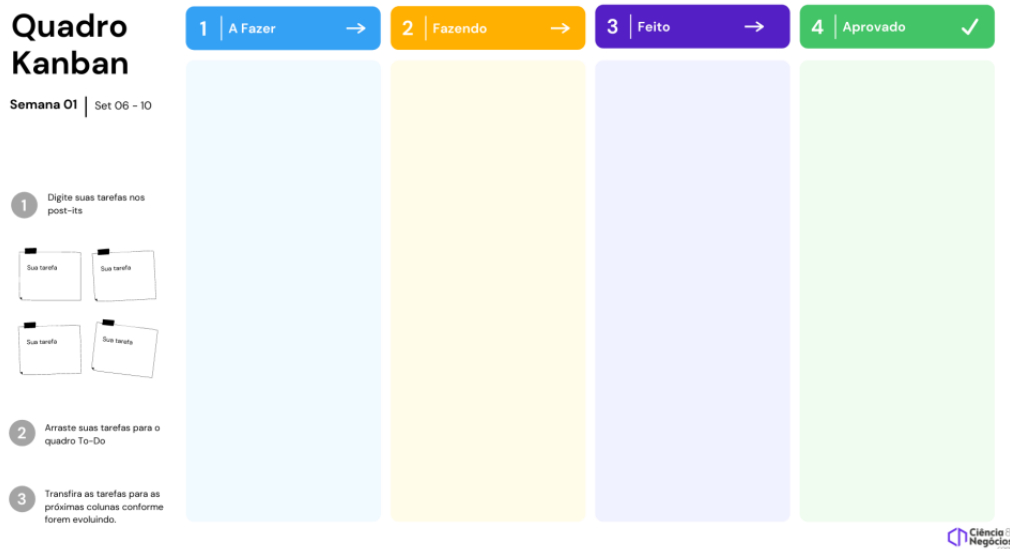 Quadro
Kanban
Semana 01 | Set 06 - 10
1 | A Fazer →
2 | Fazendo →
3 | Feito →
4 | Aprovado ✓
1 Digite suas tarefas nos
post-its
Sua tarefa
Sua tarefa
Sua tarefa
Sua tarefa
2 Arraste suas tarefas para o
quadro To-Do
3 Transfira as tarefas para as
próximas colunas conforme
forem evoluindo.
Ciência &
Negócios